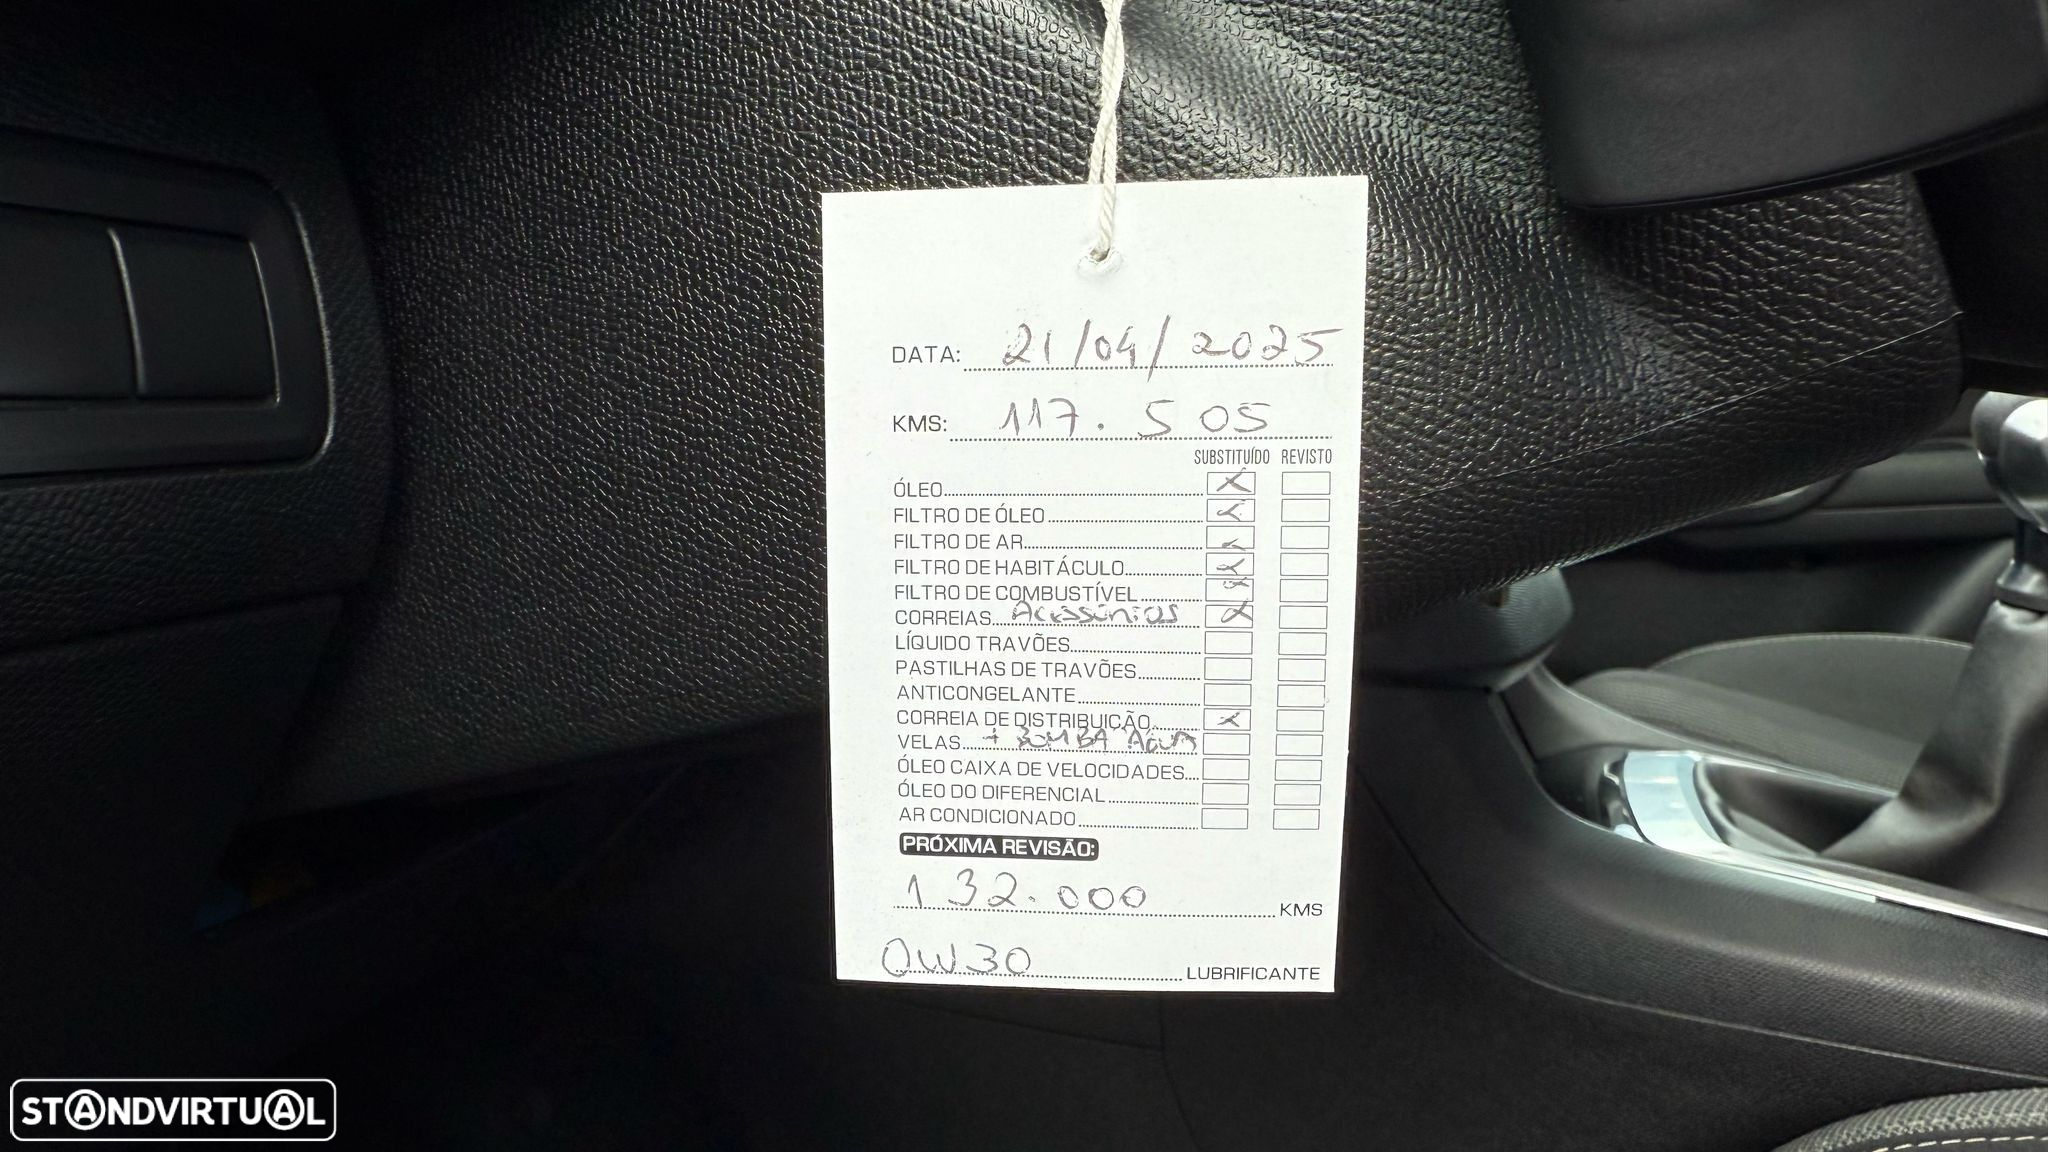 DATA: 21/04/2025
KMS: 117.505
SUBSTITUÍDO REVISTO
ÓLEO X
FILTRO DE ÓLEO X
FILTRO DE AR X
FILTRO DE HABITÁCULO X
FILTRO DE COMBUSTÍVEL X
CORREIAS Acessórios X
LÍQUIDO TRAVÕES
PASTILHAS DE TRAVÕES
ANTICONGELANTE
CORREIA DE DISTRIBUIÇÃO X
VELAS + BOMBA ÁGUA
ÓLEO CAIXA DE VELOCIDADES
ÓLEO DO DIFERENCIAL
AR CONDICIONADO
PRÓXIMA REVISÃO:
132.000 KMS
0W30 LUBRIFICANTE
STANDVIRTUAL